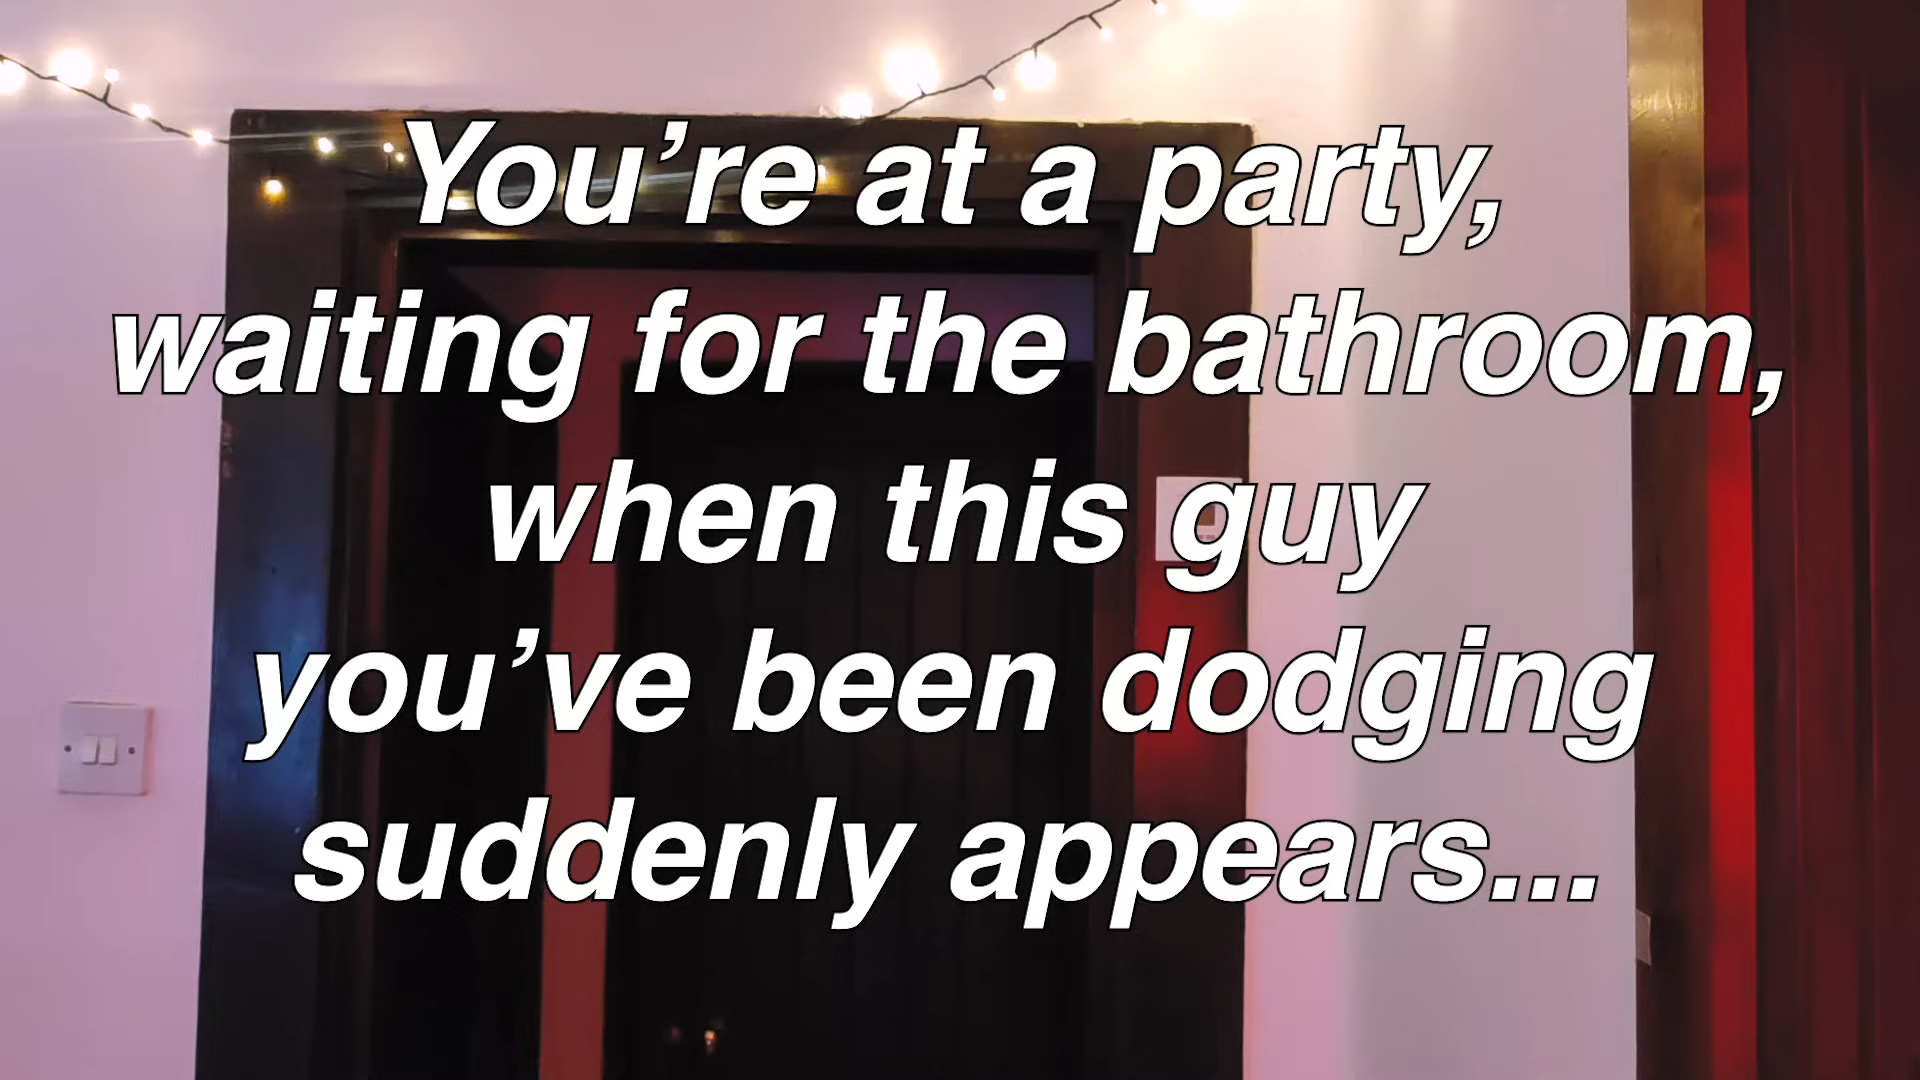 You’re at a party,
waiting for the bathroom,
when this guy
you’ve been dodging
suddenly appears...